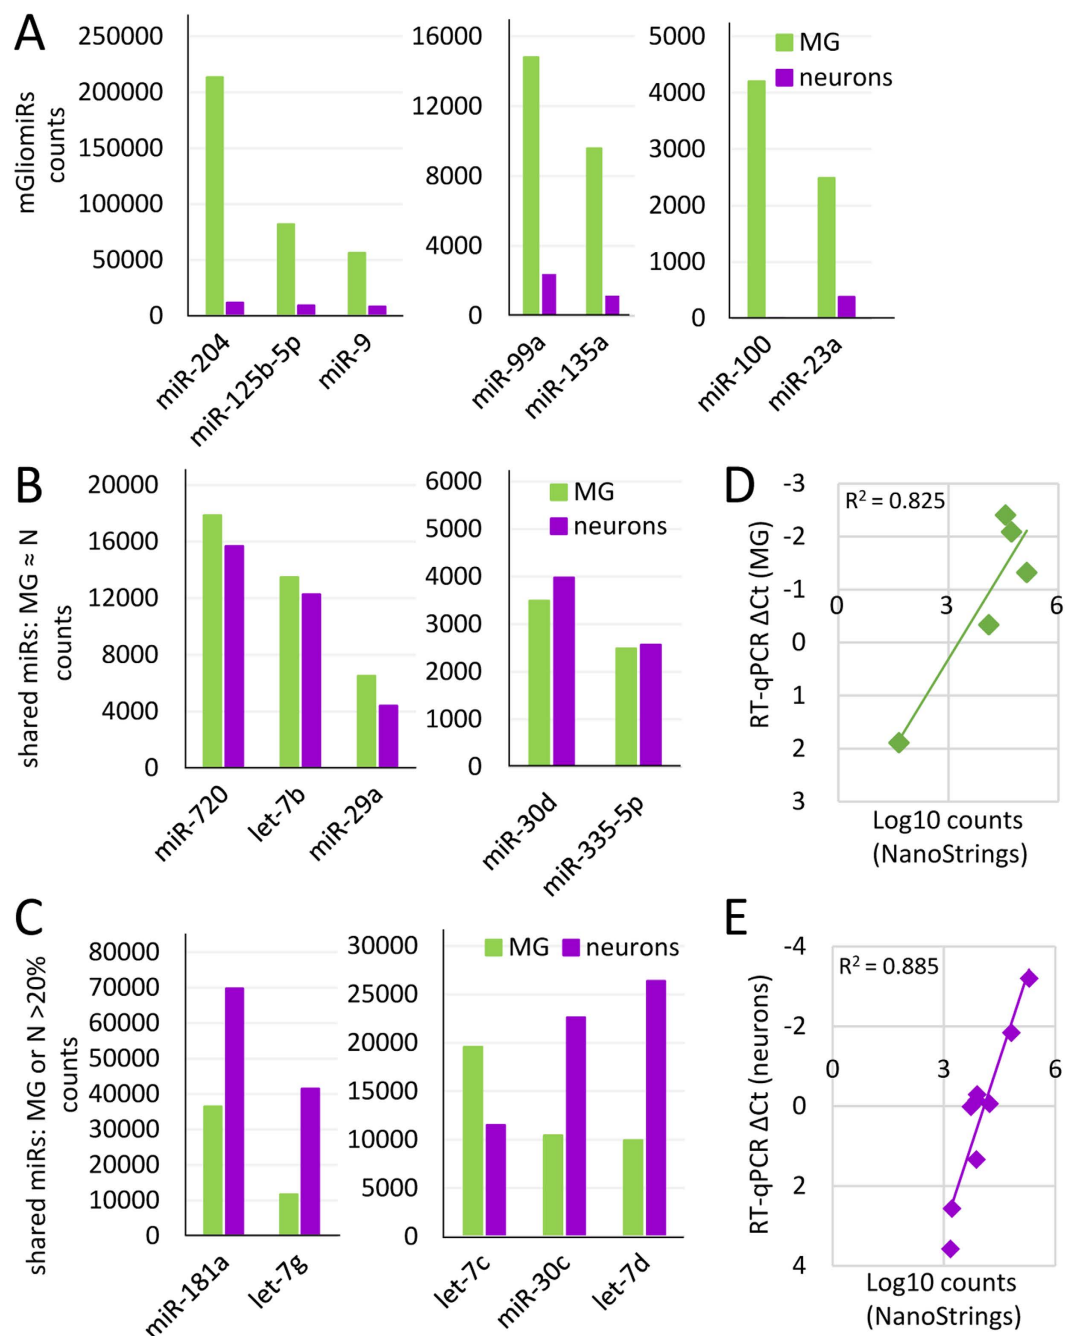 A
mGliomiRs
counts
250000
200000
150000
100000
50000
0
miR-204
miR-125b-5p
miR-9
16000
12000
8000
4000
0
miR-99a
miR-135a
5000
4000
3000
2000
1000
0
MG
neurons
miR-100
miR-23a
B
shared miRs: MG ≈ N
counts
20000
16000
12000
8000
4000
0
miR-720
let-7b
miR-29a
6000
5000
4000
3000
2000
1000
0
MG
neurons
miR-30d
miR-335-5p
D
RT-qPCR ΔCt (MG)
-3
-2
-1
0
1
2
3
R² = 0.825
0
3
6
Log10 counts
(NanoStrings)
C
shared miRs: MG or N >20%
counts
80000
70000
60000
50000
40000
30000
20000
10000
0
miR-181a
let-7g
30000
25000
20000
15000
10000
5000
0
MG
neurons
let-7c
miR-30c
let-7d
E
RT-qPCR ΔCt (neurons)
-4
-2
0
2
4
R² = 0.885
0
3
6
Log10 counts
(NanoStrings)